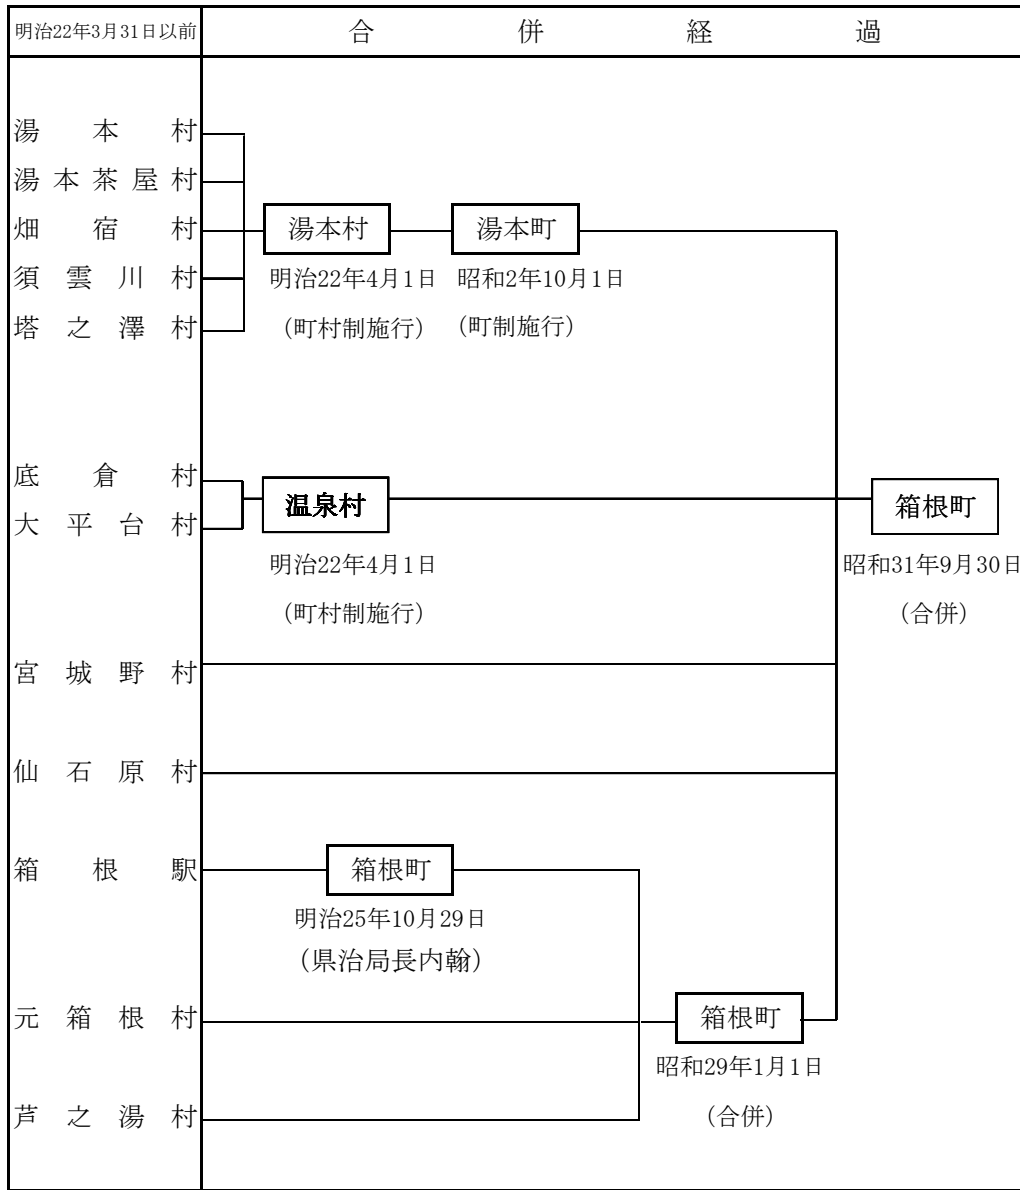 明治22年3月31日以前
合併経過
湯本村
湯本茶屋村
畑宿村
須雲川村
塔之澤村
湯本村
明治22年4月1日
(町村制施行)
湯本町
昭和2年10月1日
(町制施行)
底倉村
大平台村
温泉村
明治22年4月1日
(町村制施行)
箱根町
昭和31年9月30日
(合併)
宮城野村
仙石原村
箱根駅
箱根町
明治25年10月29日
(県治局長内翰)
元箱根村
箱根町
昭和29年1月1日
(合併)
芦之湯村